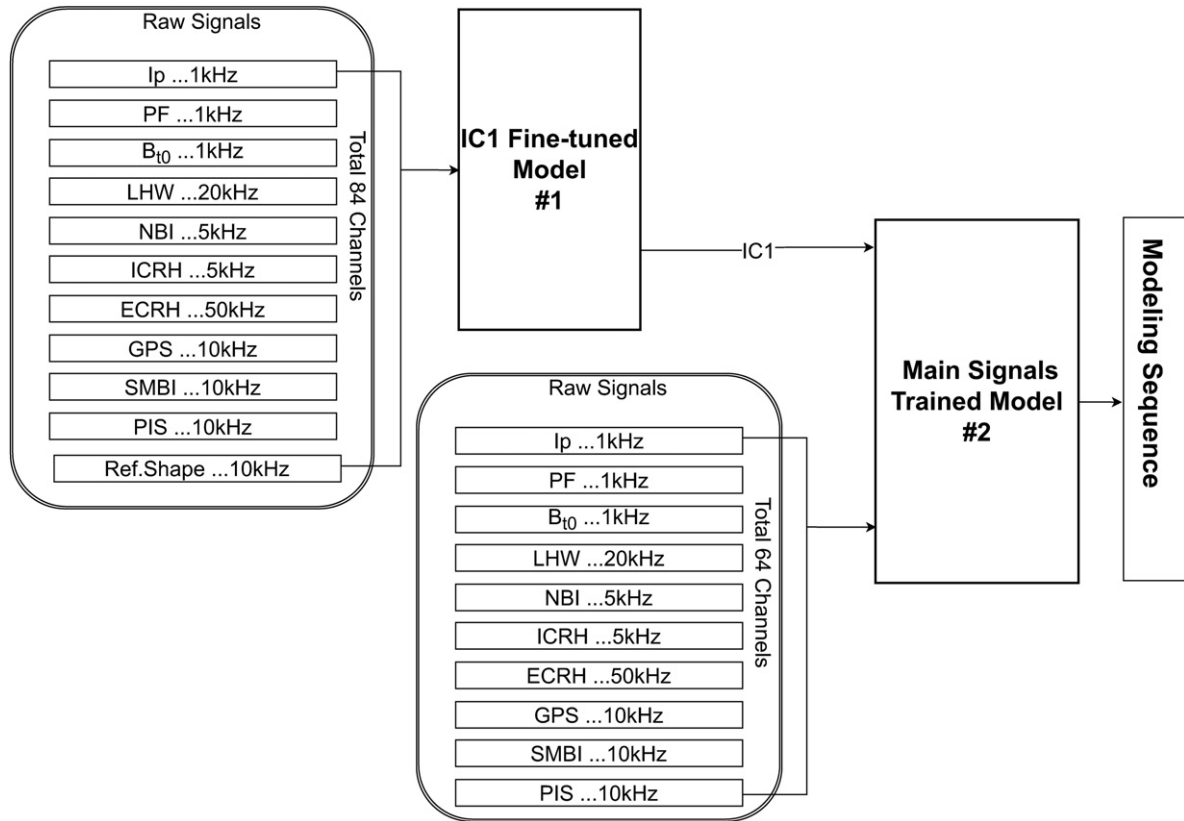 Raw Signals
Ip ...1kHz
PF ...1kHz
Bt0 ...1kHz
LHW ...20kHz
NBI ...5kHz
ICRH ...5kHz
ECRH ...50kHz
GPS ...10kHz
SMBI ...10kHz
PIS ...10kHz
Ref.Shape ...10kHz
Total 84 Channels
IC1 Fine-tuned
Model
#1
IC1
Raw Signals
Ip ...1kHz
PF ...1kHz
Bt0 ...1kHz
LHW ...20kHz
NBI ...5kHz
ICRH ...5kHz
ECRH ...50kHz
GPS ...10kHz
SMBI ...10kHz
PIS ...10kHz
Total 64 Channels
Main Signals
Trained Model
#2
Modeling Sequence